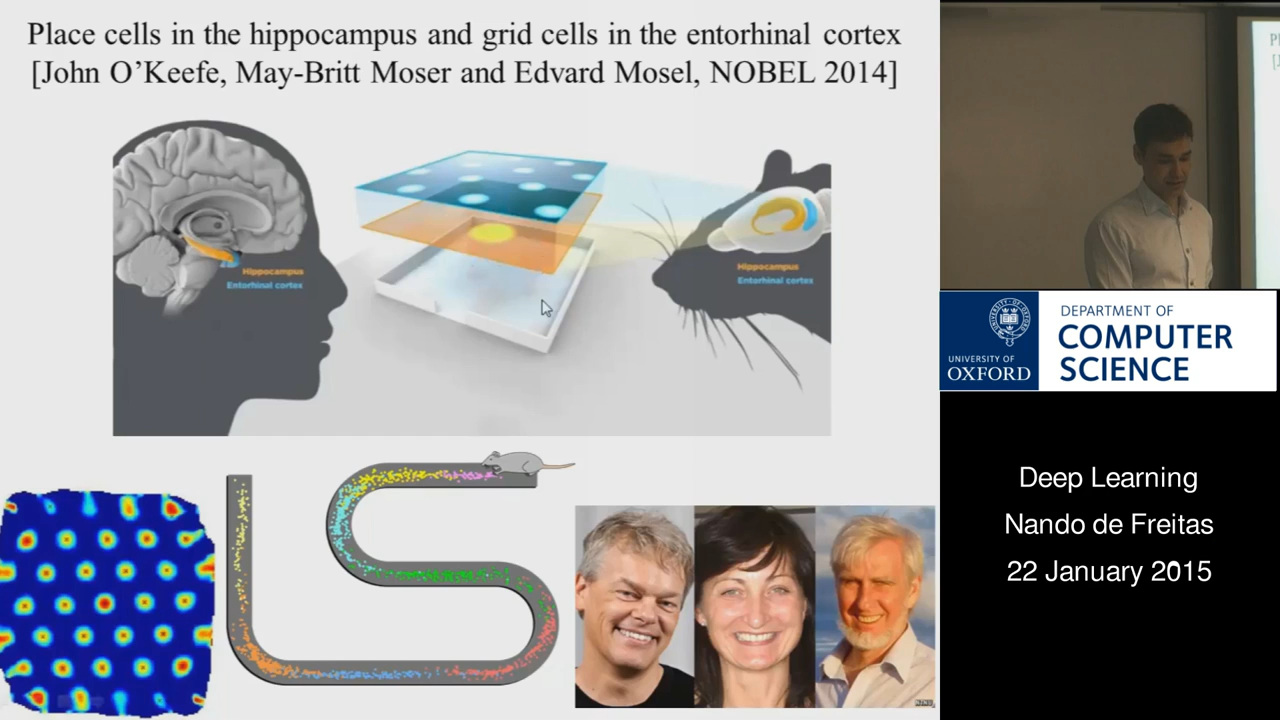 Place cells in the hippocampus and grid cells in the entorhinal cortex
[John O'Keefe, May-Britt Moser and Edvard Mosel, NOBEL 2014]
Hippocampus
Entorhinal cortex
Hippocampus
Entorhinal cortex
UNIVERSITY OF
OXFORD
DEPARTMENT OF
COMPUTER
SCIENCE
Deep Learning
Nando de Freitas
22 January 2015